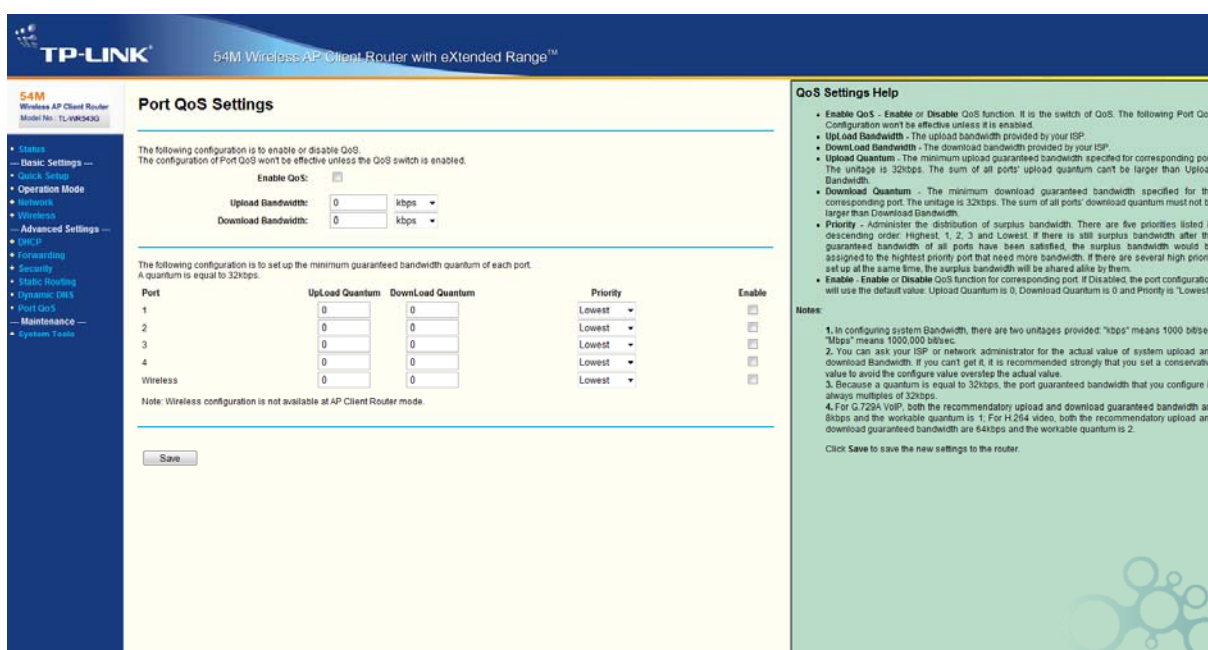 TP-LINK®
54M Wireless AP Client Router with eXtended Range™
54M
Wireless AP Client Router
Model No.: TL-WR543G
• Status
--- Basic Settings ---
• Quick Setup
• Operation Mode
• Network
• Wireless
--- Advanced Settings ---
• DHCP
• Forwarding
• Security
• Static Routing
• Dynamic DNS
• Port QoS
--- Maintenance ---
• System Tools
Port QoS Settings
The following configuration is to enable or disable QoS.
The configuration of Port QoS won't be effective unless the QoS switch is enabled.
Enable QoS:
Upload Bandwidth: 0 kbps
Download Bandwidth: 0 kbps
The following configuration is to set up the minimum guaranteed bandwidth quantum of each port.
A quantum is equal to 32kbps.
Port UpLoad Quantum DownLoad Quantum Priority Enable
1 0 0 Lowest
2 0 0 Lowest
3 0 0 Lowest
4 0 0 Lowest
Wireless 0 0 Lowest
Note: Wireless configuration is not available at AP Client Router mode.
Save
QoS Settings Help
• Enable QoS - Enable or Disable QoS function. It is the switch of QoS. The following Port Qo
Configuration won't be effective unless it is enabled.
• UpLoad Bandwidth - The upload bandwidth provided by your ISP.
• DownLoad Bandwidth - The download bandwidth provided by your ISP.
• Upload Quantum - The minimum upload guaranteed bandwidth specifed for corresponding por
The unitage is 32kbps. The sum of all ports' upload quantum can't be larger than Uploa
Bandwidth.
• Download Quantum - The minimum download guaranteed bandwidth specified for th
corresponding port. The unitage is 32kbps. The sum of all ports' download quantum must not b
larger than Download Bandwidth.
• Priority - Administer the distribution of surplus bandwidth. There are five priorities listed i
descending order: Highest, 1, 2, 3 and Lowest. If there is still surplus bandwidth after th
guaranteed bandwidth of all ports have been satisfied, the surplus bandwidth would b
assigned to the hightest priority port that need more bandwidth. If there are several high priori
set up at the same time, the surplus bandwidth will be shared alike by them.
• Enable - Enable or Disable QoS function for corresponding port. If Disabled, the port configuratio
will use the default value: Upload Quantum is 0, Download Quantum is 0 and Priority is "Lowest
Notes:
1. In configuring system Bandwidth, there are two unitages provided: "kbps" means 1000 bit/se
"Mbps" means 1000,000 bit/sec.
2. You can ask your ISP or network administrator for the actual value of system upload an
download Bandwidth. If you can't get it, it is recommended strongly that you set a conservativ
value to avoid the configure value overstep the actual value.
3. Because a quantum is equal to 32kbps, the port guaranteed bandwidth that you configure i
always multiples of 32kbps.
4. For G.729A VoIP, both the recommendatory upload and download guaranteed bandwidth ar
8kbps and the workable quantum is 1; For H.264 video, both the recommendatory upload an
download guaranteed bandwidth are 64kbps and the workable quantum is 2.
Click Save to save the new settings to the router.